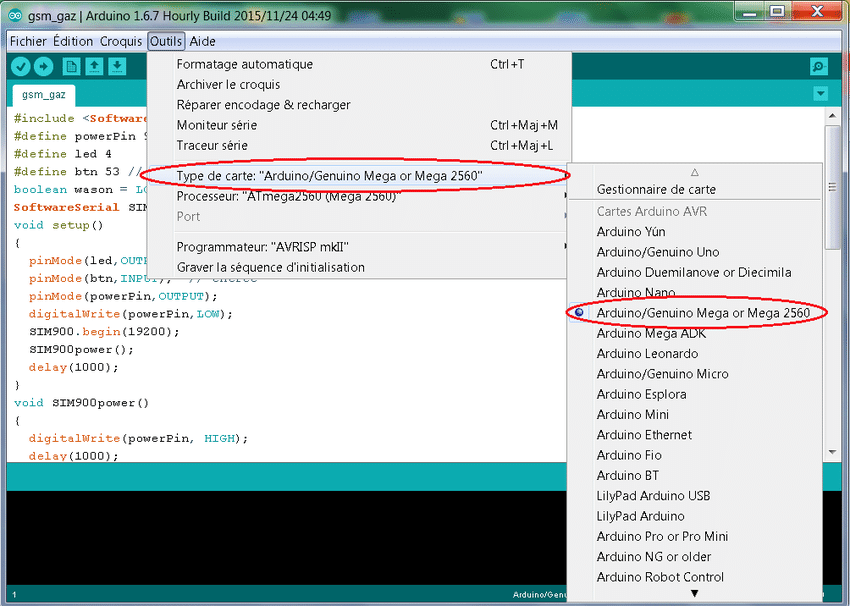 gsm_gaz | Arduino 1.6.7 Hourly Build 2015/11/24 04:49
Fichier Édition Croquis Outils Aide
gsm_gaz
#include <Software
#define powerPin
#define led 4
#define btn 53 //
boolean wason = LO
SoftwareSerial SIM
void setup()
{
pinMode(led,OUTP
pinMode(btn,INPUT);
pinMode(powerPin,OUTPUT);
digitalWrite(powerPin,LOW);
SIM900.begin(19200);
SIM900power();
delay(1000);
}
void SIM900power()
{
digitalWrite(powerPin, HIGH);
delay(1000);
Formatage automatique Ctrl+T
Archiver le croquis
Réparer encodage & recharger
Moniteur série Ctrl+Maj+M
Traceur série Ctrl+Maj+L
Type de carte: "Arduino/Genuino Mega or Mega 2560"
Processeur: "ATmega2560 (Mega 2560)"
Port
Programmateur: "AVRISP mkII"
Graver la séquence d'initialisation
Gestionnaire de carte
Cartes Arduino AVR
Arduino Yún
Arduino/Genuino Uno
Arduino Duemilanove or Diecimila
Arduino Nano
Arduino/Genuino Mega or Mega 2560
Arduino Mega ADK
Arduino Leonardo
Arduino/Genuino Micro
Arduino Esplora
Arduino Mini
Arduino Ethernet
Arduino Fio
Arduino BT
LilyPad Arduino USB
LilyPad Arduino
Arduino Pro or Pro Mini
Arduino NG or older
Arduino Robot Control
1 Arduino/Genu